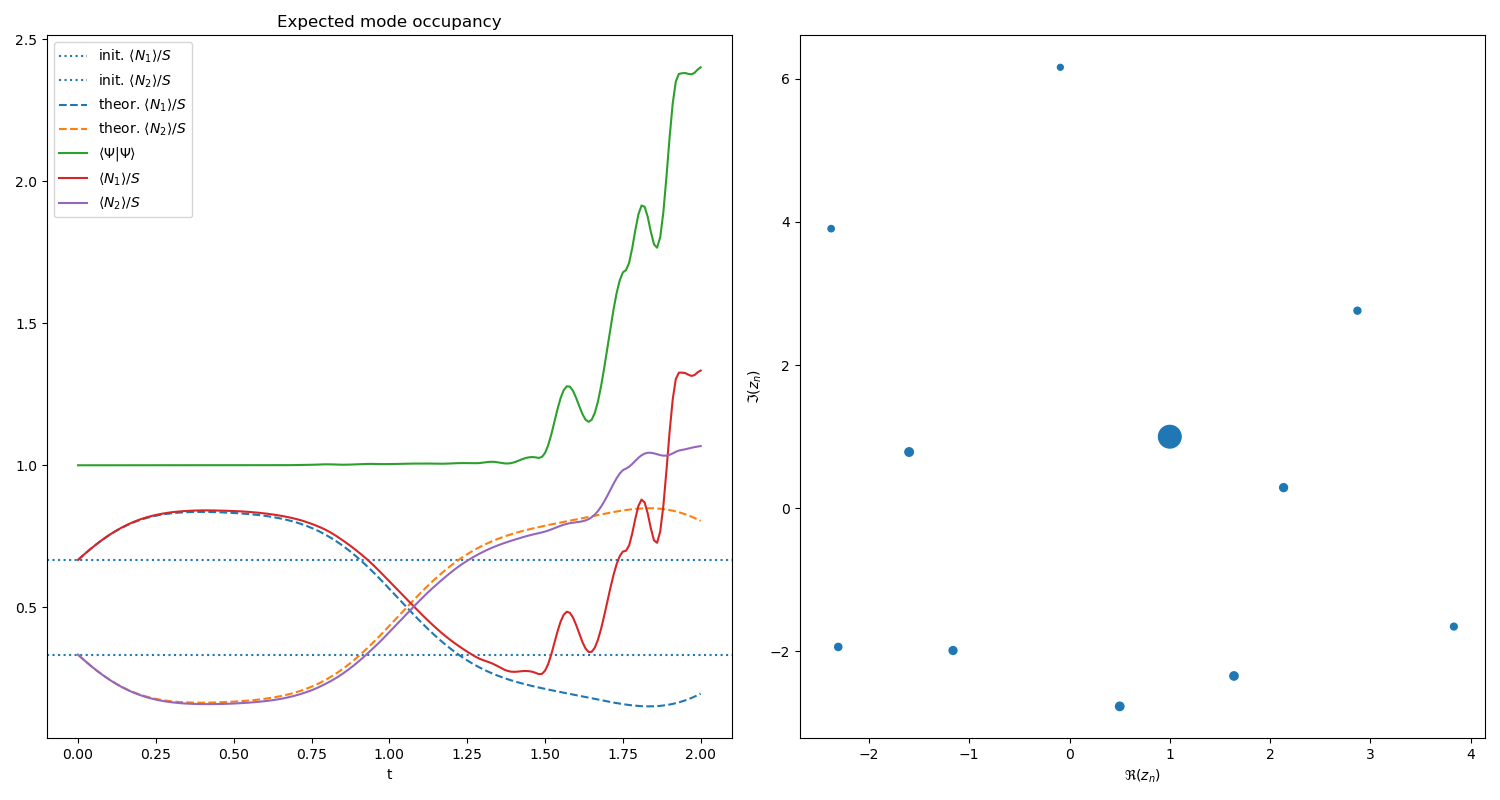 Expected mode occupancy
init. ⟨N₁⟩/S
init. ⟨N₂⟩/S
theor. ⟨N₁⟩/S
theor. ⟨N₂⟩/S
⟨Ψ|Ψ⟩
⟨N₁⟩/S
⟨N₂⟩/S
2.5
2.0
1.5
1.0
0.5
0.00 0.25 0.50 0.75 1.00 1.25 1.50 1.75 2.00
t
6
4
2
0
−2
ℑ(zₙ)
−2 −1 0 1 2 3 4
ℜ(zₙ)